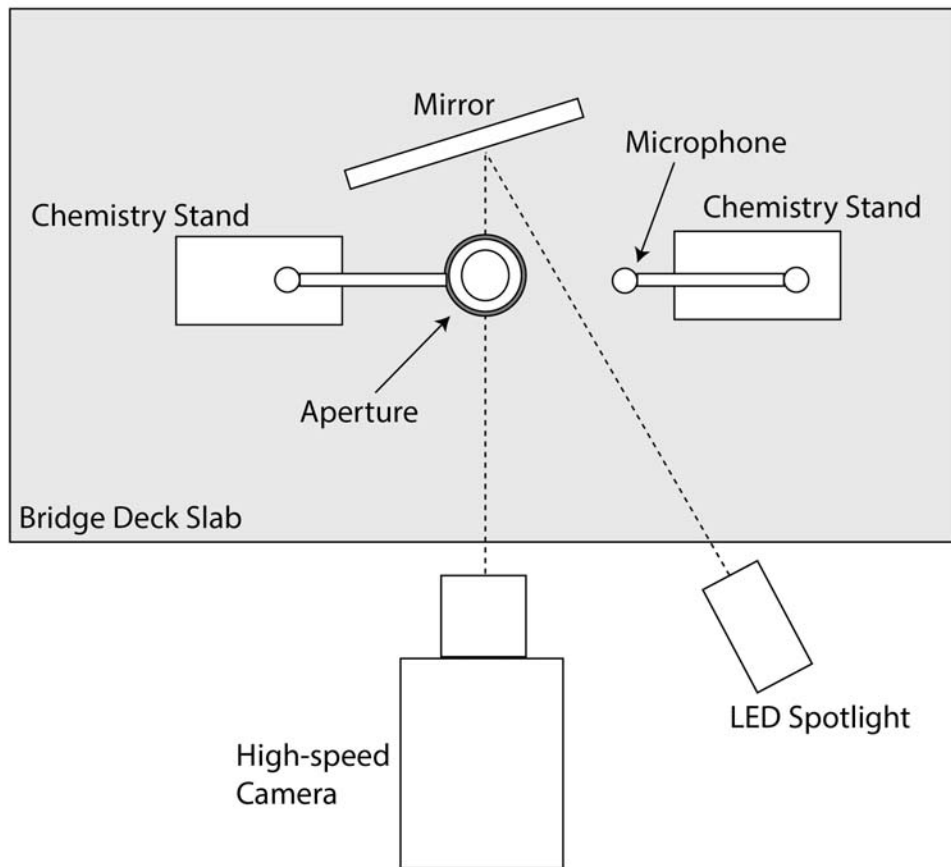 Mirror
Microphone
Chemistry Stand
Chemistry Stand
Aperture
Bridge Deck Slab
LED Spotlight
High-speed
Camera